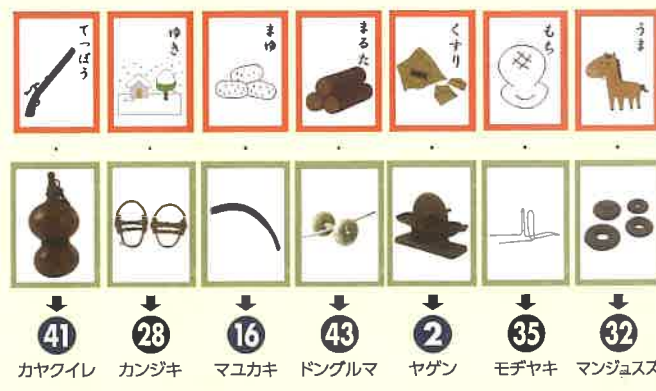 てっぽう
ゆき
まゆ
まるた
くすり
もち
うま
41 28 16 43 2 35 32
カヤクイレ カンジキ マユカキ ドングルマ ヤゲン モチヤキ マンジュスズ